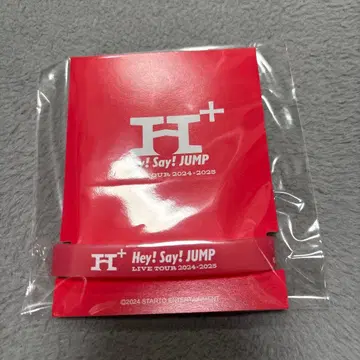 H+
Hey! Say! JUMP
LIVE TOUR 2024-2025
H+ Hey! Say! JUMP
LIVE TOUR 2024-2025
©2024 STARTO ENTERTAINMENT